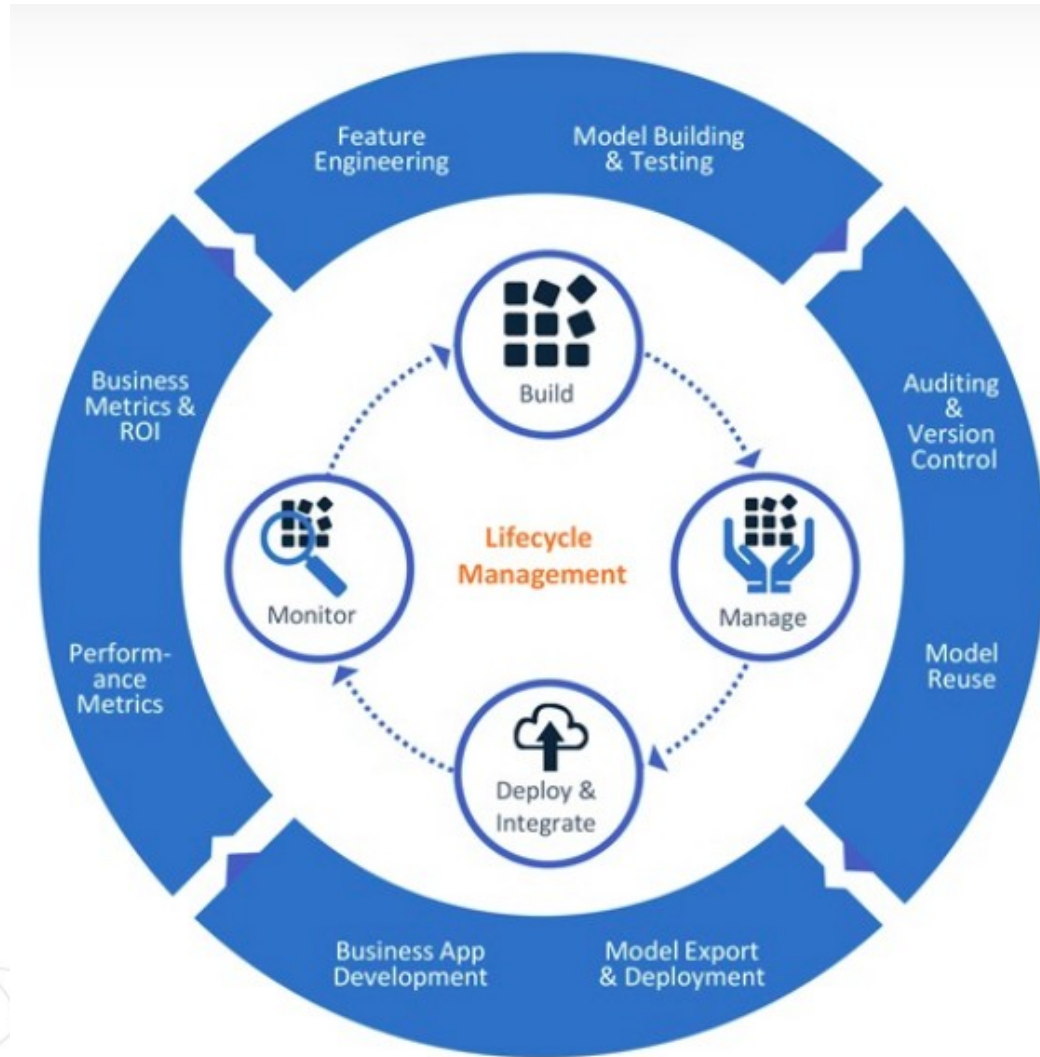 Feature
Engineering
Model Building
& Testing
Build
Business
Metrics &
ROI
Auditing
&
Version
Control
Lifecycle
Management
Monitor
Manage
Perform-
ance
Metrics
Model
Reuse
Deploy &
Integrate
Business App
Development
Model Export
& Deployment